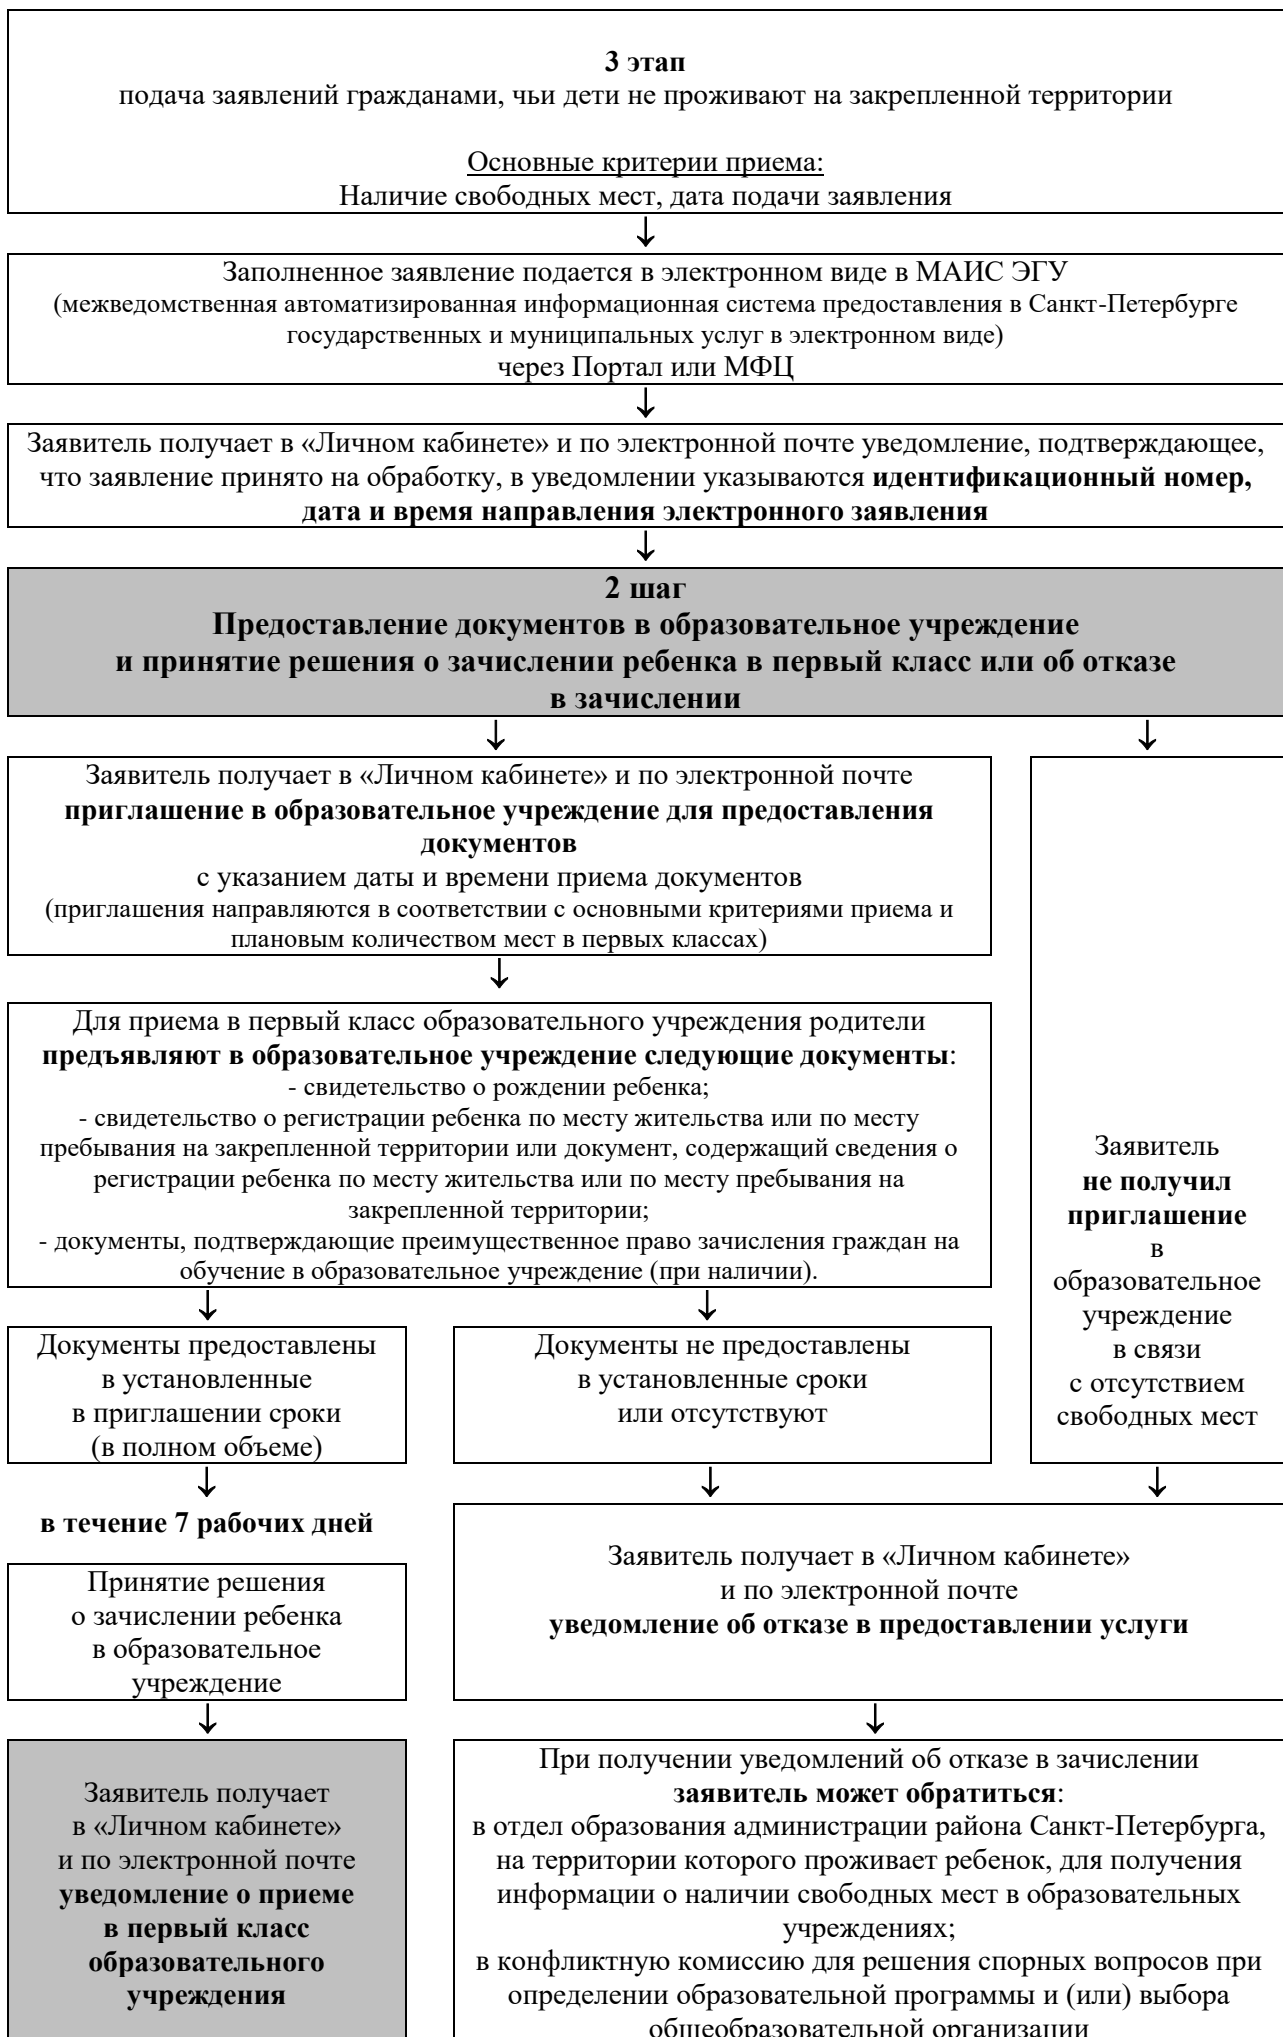 3 этап
подача заявлений гражданами, чьи дети не проживают на закрепленной территории
Основные критерии приема:
Наличие свободных мест, дата подачи заявления
Заполненное заявление подается в электронном виде в МАИС ЭГУ
(межведомственная автоматизированная информационная система предоставления в Санкт-Петербурге
государственных и муниципальных услуг в электронном виде)
через Портал или МФЦ
Заявитель получает в «Личном кабинете» и по электронной почте уведомление, подтверждающее,
что заявление принято на обработку, в уведомлении указываются идентификационный номер,
дата и время направления электронного заявления
2 шаг
Предоставление документов в образовательное учреждение
и принятие решения о зачислении ребенка в первый класс или об отказе
в зачислении
Заявитель получает в «Личном кабинете» и по электронной почте
приглашение в образовательное учреждение для предоставления
документов
с указанием даты и времени приема документов
(приглашения направляются в соответствии с основными критериями приема и
плановым количеством мест в первых классах)
Для приема в первый класс образовательного учреждения родители
предъявляют в образовательное учреждение следующие документы:
- свидетельство о рождении ребенка;
- свидетельство о регистрации ребенка по месту жительства или по месту
пребывания на закрепленной территории или документ, содержащий сведения о
регистрации ребенка по месту жительства или по месту пребывания на
закрепленной территории;
- документы, подтверждающие преимущественное право зачисления граждан на
обучение в образовательное учреждение (при наличии).
Заявитель
не получил
приглашение
в
образовательное
учреждение
в связи
с отсутствием
свободных мест
Документы предоставлены
в установленные
в приглашении сроки
(в полном объеме)
Документы не предоставлены
в установленные сроки
или отсутствуют
в течение 7 рабочих дней
Принятие решения
о зачислении ребенка
в образовательное
учреждение
Заявитель получает в «Личном кабинете»
и по электронной почте
уведомление об отказе в предоставлении услуги
Заявитель получает
в «Личном кабинете»
и по электронной почте
уведомление о приеме
в первый класс
образовательного
учреждения
При получении уведомлений об отказе в зачислении
заявитель может обратиться:
в отдел образования администрации района Санкт-Петербурга,
на территории которого проживает ребенок, для получения
информации о наличии свободных мест в образовательных
учреждениях;
в конфликтную комиссию для решения спорных вопросов при
определении образовательной программы и (или) выбора
общеобразовательной организации